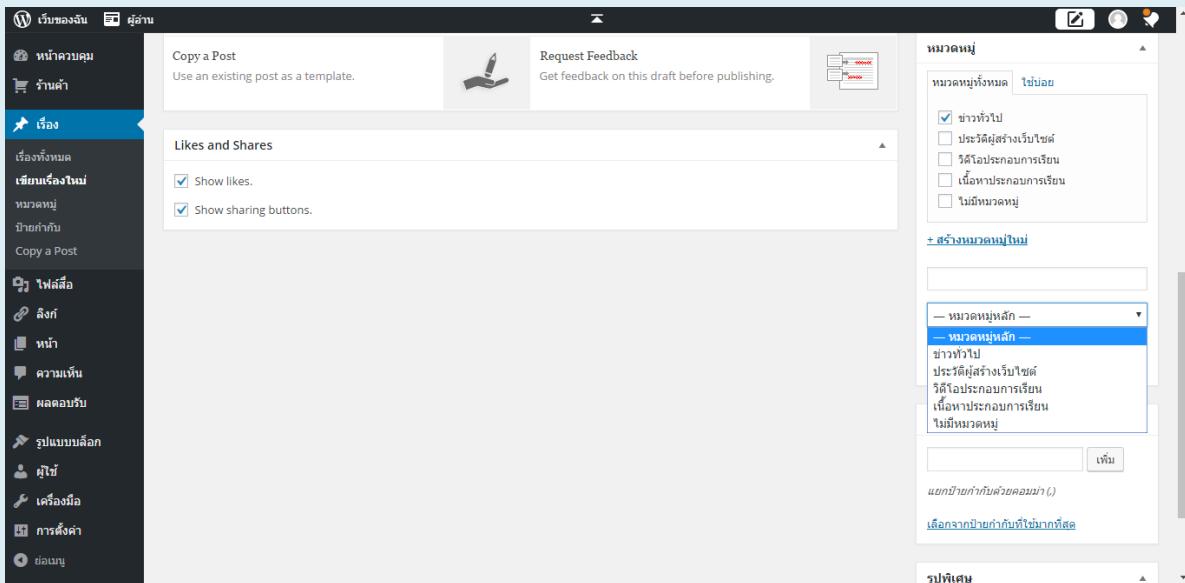 เว็บของฉัน ผู้อ่าน
หน้าควบคุม
ร้านค้า
เรื่อง
เรื่องทั้งหมด
เขียนเรื่องใหม่
หมวดหมู่
ป้ายกำกับ
Copy a Post
ไฟล์สื่อ
ลิงก์
หน้า
ความเห็น
ผลตอบรับ
รูปแบบบล็อก
ผู้ใช้
เครื่องมือ
การตั้งค่า
ย่อเมนู
Copy a Post
Use an existing post as a template.
Request Feedback
Get feedback on this draft before publishing.
Likes and Shares
Show likes.
Show sharing buttons.
หมวดหมู่
หมวดหมู่ทั้งหมด ใช้บ่อย
ข่าวทั่วไป
ประวัติผู้สร้างเว็บไซต์
วิดีโอประกอบการเรียน
เนื้อหาประกอบการเรียน
ไม่มีหมวดหมู่
+ สร้างหมวดหมู่ใหม่
— หมวดหมู่หลัก —
— หมวดหมู่หลัก —
ข่าวทั่วไป
ประวัติผู้สร้างเว็บไซต์
วิดีโอประกอบการเรียน
เนื้อหาประกอบการเรียน
ไม่มีหมวดหมู่
เพิ่ม
แยกป้ายกำกับด้วยคอมม่า (,)
เลือกจากป้ายกำกับที่ใช้มากที่สุด
รูปพิเศษ